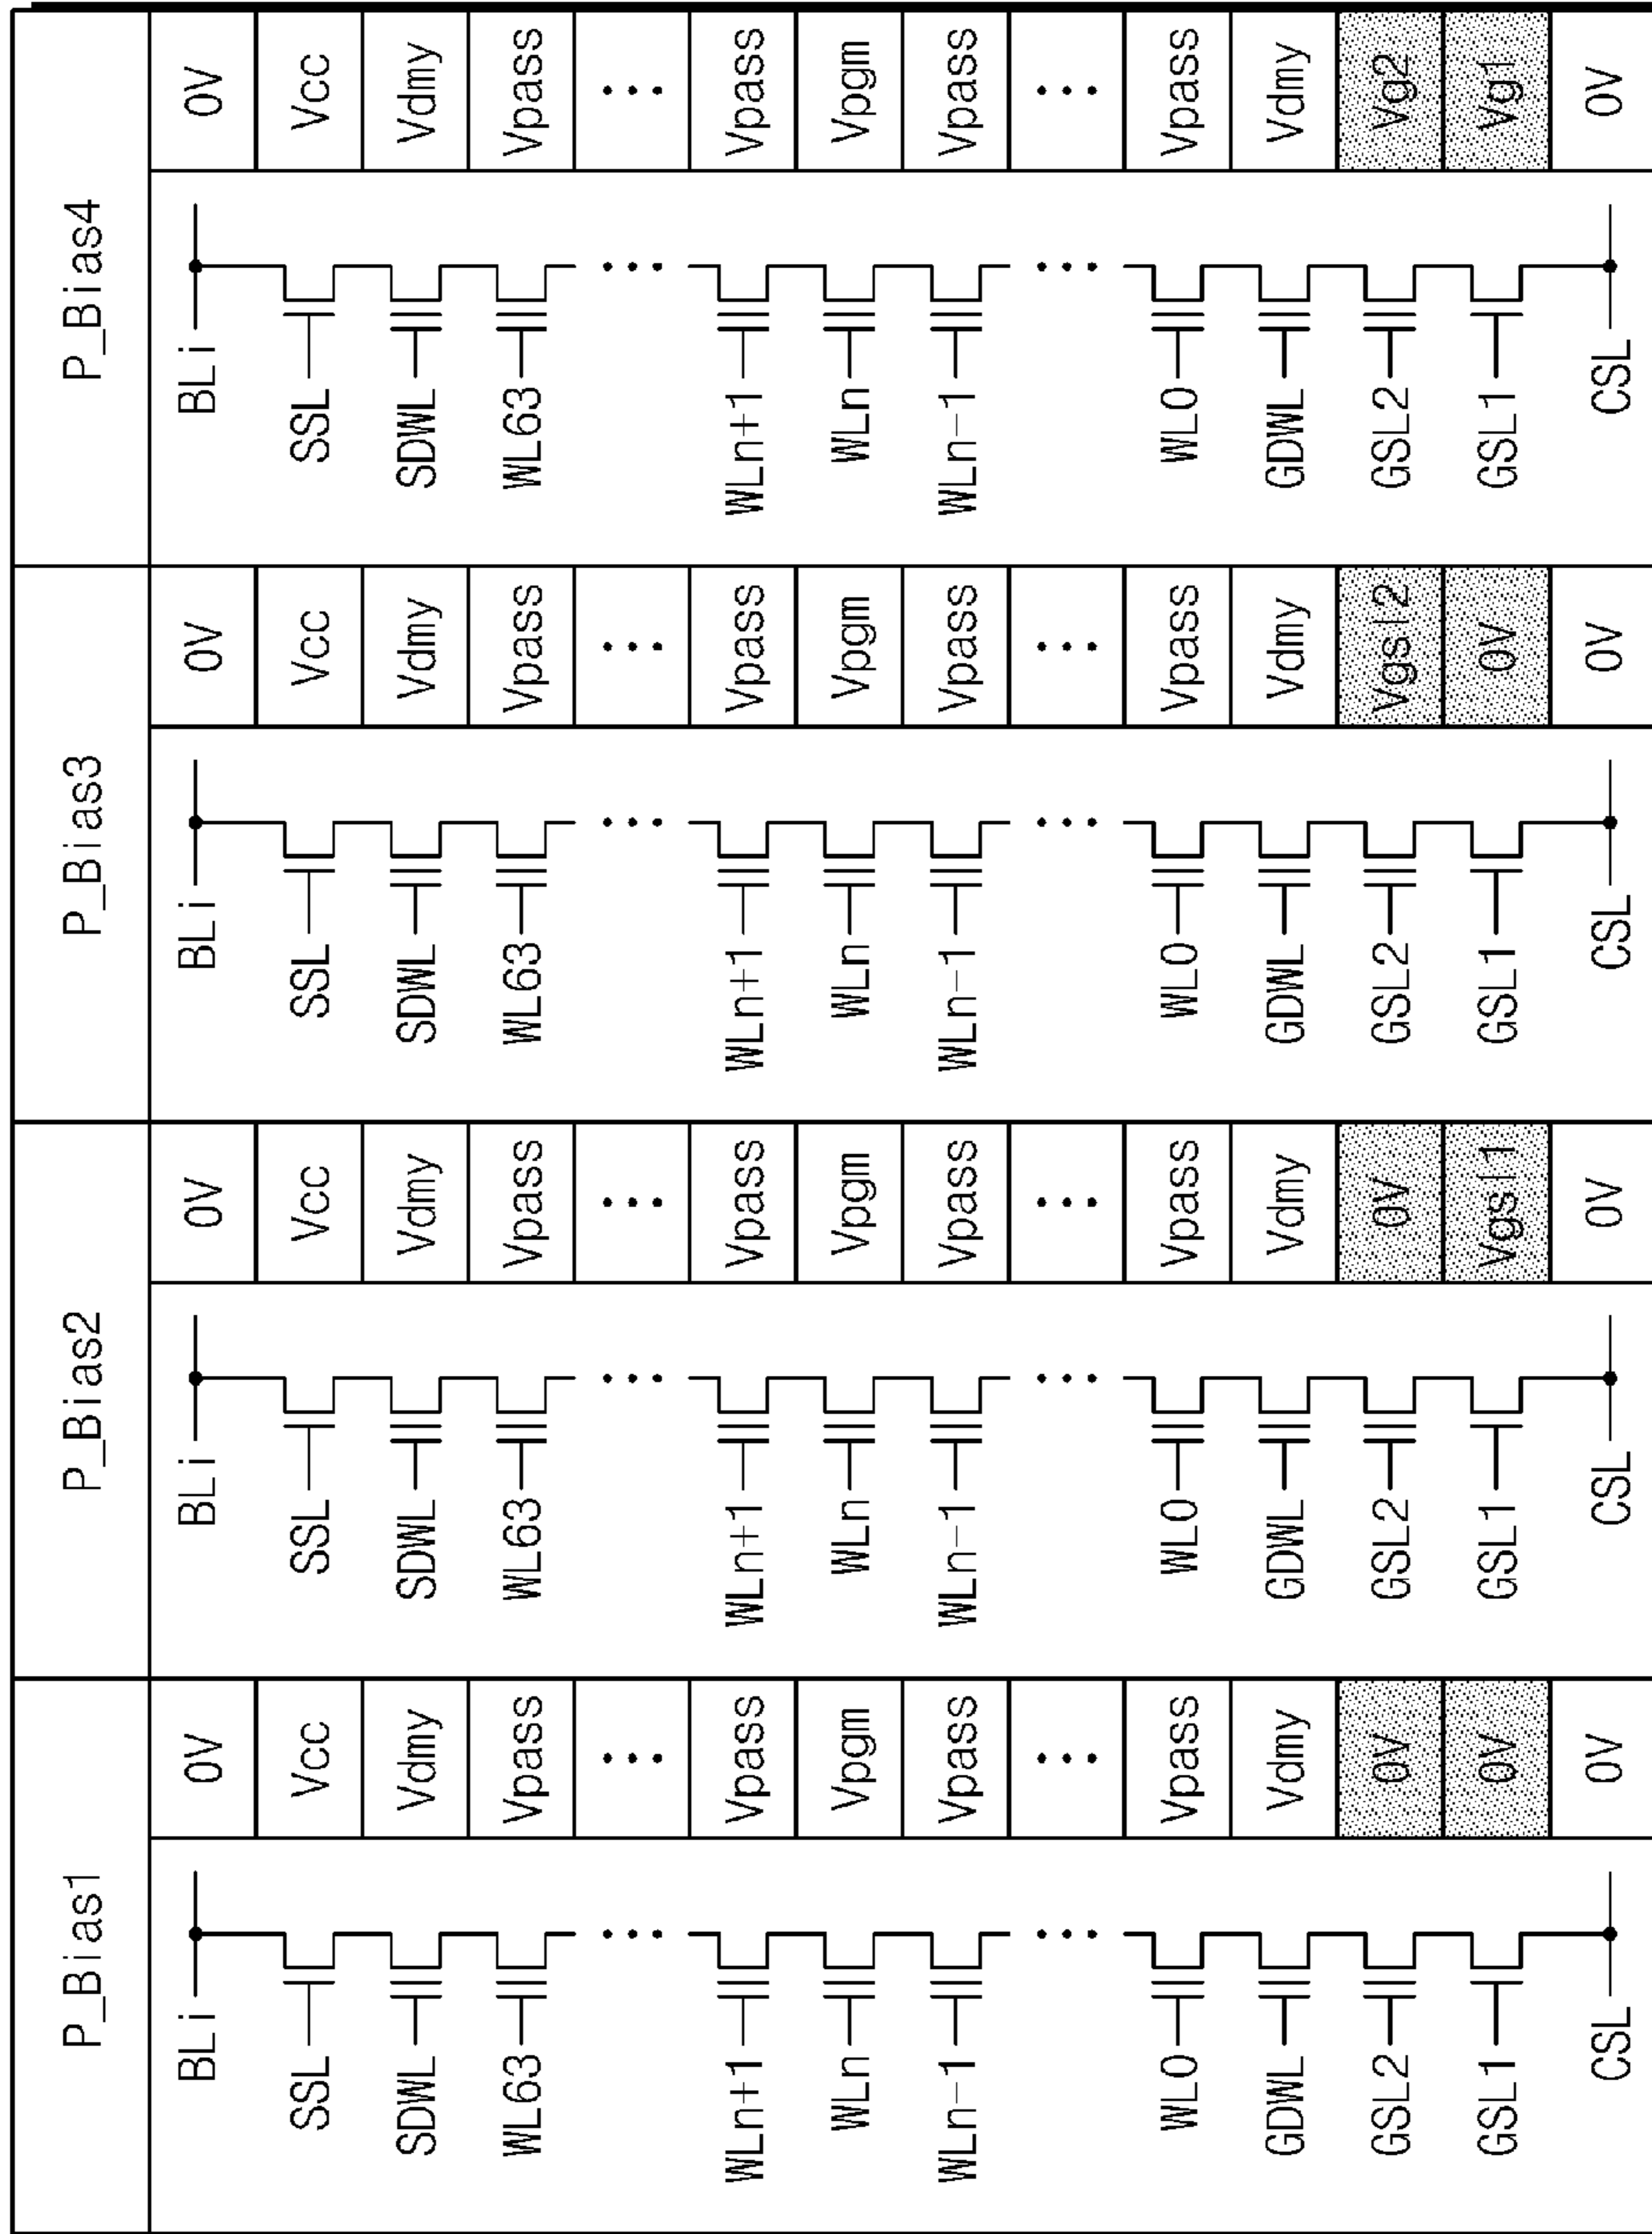 P_Bias1 P_Bias2 P_Bias3 P_Bias4
BLi 0V BLi 0V BLi 0V BLi 0V
SSL Vcc SSL Vcc SSL Vcc SSL Vcc
SDWL Vdmy SDWL Vdmy SDWL Vdmy SDWL Vdmy
WL63 Vpass WL63 Vpass WL63 Vpass WL63 Vpass
... ... ... ... ... ... ... ...
WLn+1 Vpass WLn+1 Vpass WLn+1 Vpass WLn+1 Vpass
WLn Vpgm WLn Vpgm WLn Vpgm WLn Vpgm
WLn-1 Vpass WLn-1 Vpass WLn-1 Vpass WLn-1 Vpass
... ... ... ... ... ... ... ...
WL0 Vpass WL0 Vpass WL0 Vpass WL0 Vpass
GDWL Vdmy GDWL Vdmy GDWL Vdmy GDWL Vdmy
GSL2 0V GSL2 0V GSL2 Vgsl2 GSL2 Vg2
GSL1 0V GSL1 Vgsl1 GSL1 0V GSL1 Vg1
CSL 0V CSL 0V CSL 0V CSL 0V